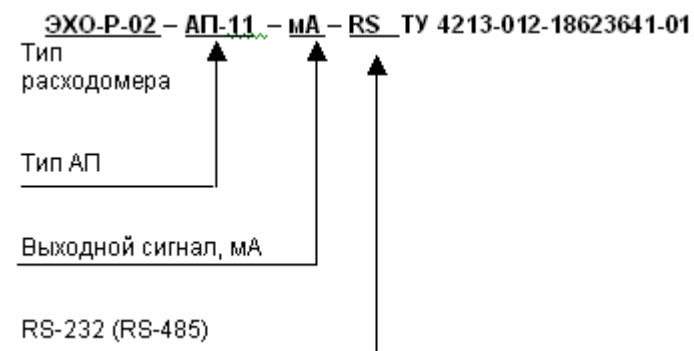 ЭХО-Р-02 – АП-11 – мА – RS ТУ 4213-012-18623641-01
Тип
расходомера
Тип АП
Выходной сигнал, мА
RS-232 (RS-485)